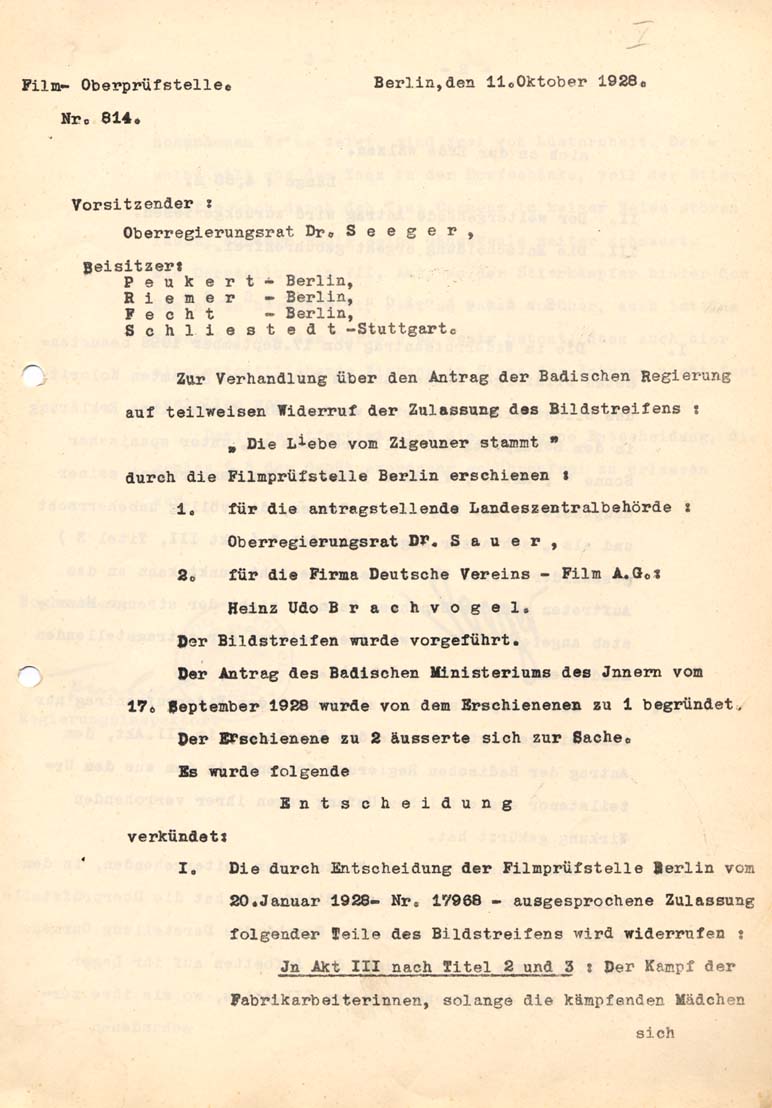 I
Film- Oberprüfstelle.
Berlin,den 11.Oktober 1928.
Nr. 814.
Vorsitzender :
Oberregierungsrat Dr. S e e g e r ,
Beisitzer:
P e u k e r t - Berlin,
R i e m e r - Berlin,
F e c h t - Berlin,
S c h l i e s t e d t -Stuttgart.
Zur Verhandlung über den Antrag der Badischen Regierung
auf teilweisen Widerruf der Zulassung des Bildstreifens :
" Die Liebe vom Zigeuner stammt "
durch die Filmprüfstelle Berlin erschienen :
1. für die antragstellende Landeszentralbehörde :
Oberregierungsrat Dr. S a u e r ,
2. für die Firma Deutsche Vereins - Film A.G.:
Heinz Udo B r a c h v o g e l.
Der Bildstreifen wurde vorgeführt.
Der Antrag des Badischen Ministeriums des Jnnern vom
17. September 1928 wurde von dem Erschienenen zu 1 begründet.
Der Erschienene zu 2 äusserte sich zur Sache.
Es wurde folgende
E n t s c h e i d u n g
verkündet:
I. Die durch Entscheidung der Filmprüfstelle Berlin vom
20.Januar 1928- Nr. 17968 - ausgesprochene Zulassung
folgender Teile des Bildstreifens wird widerrufen :
Jn Akt III nach Titel 2 und 3 : Der Kampf der
Fabrikarbeiterinnen, solange die kämpfenden Mädchen
sich